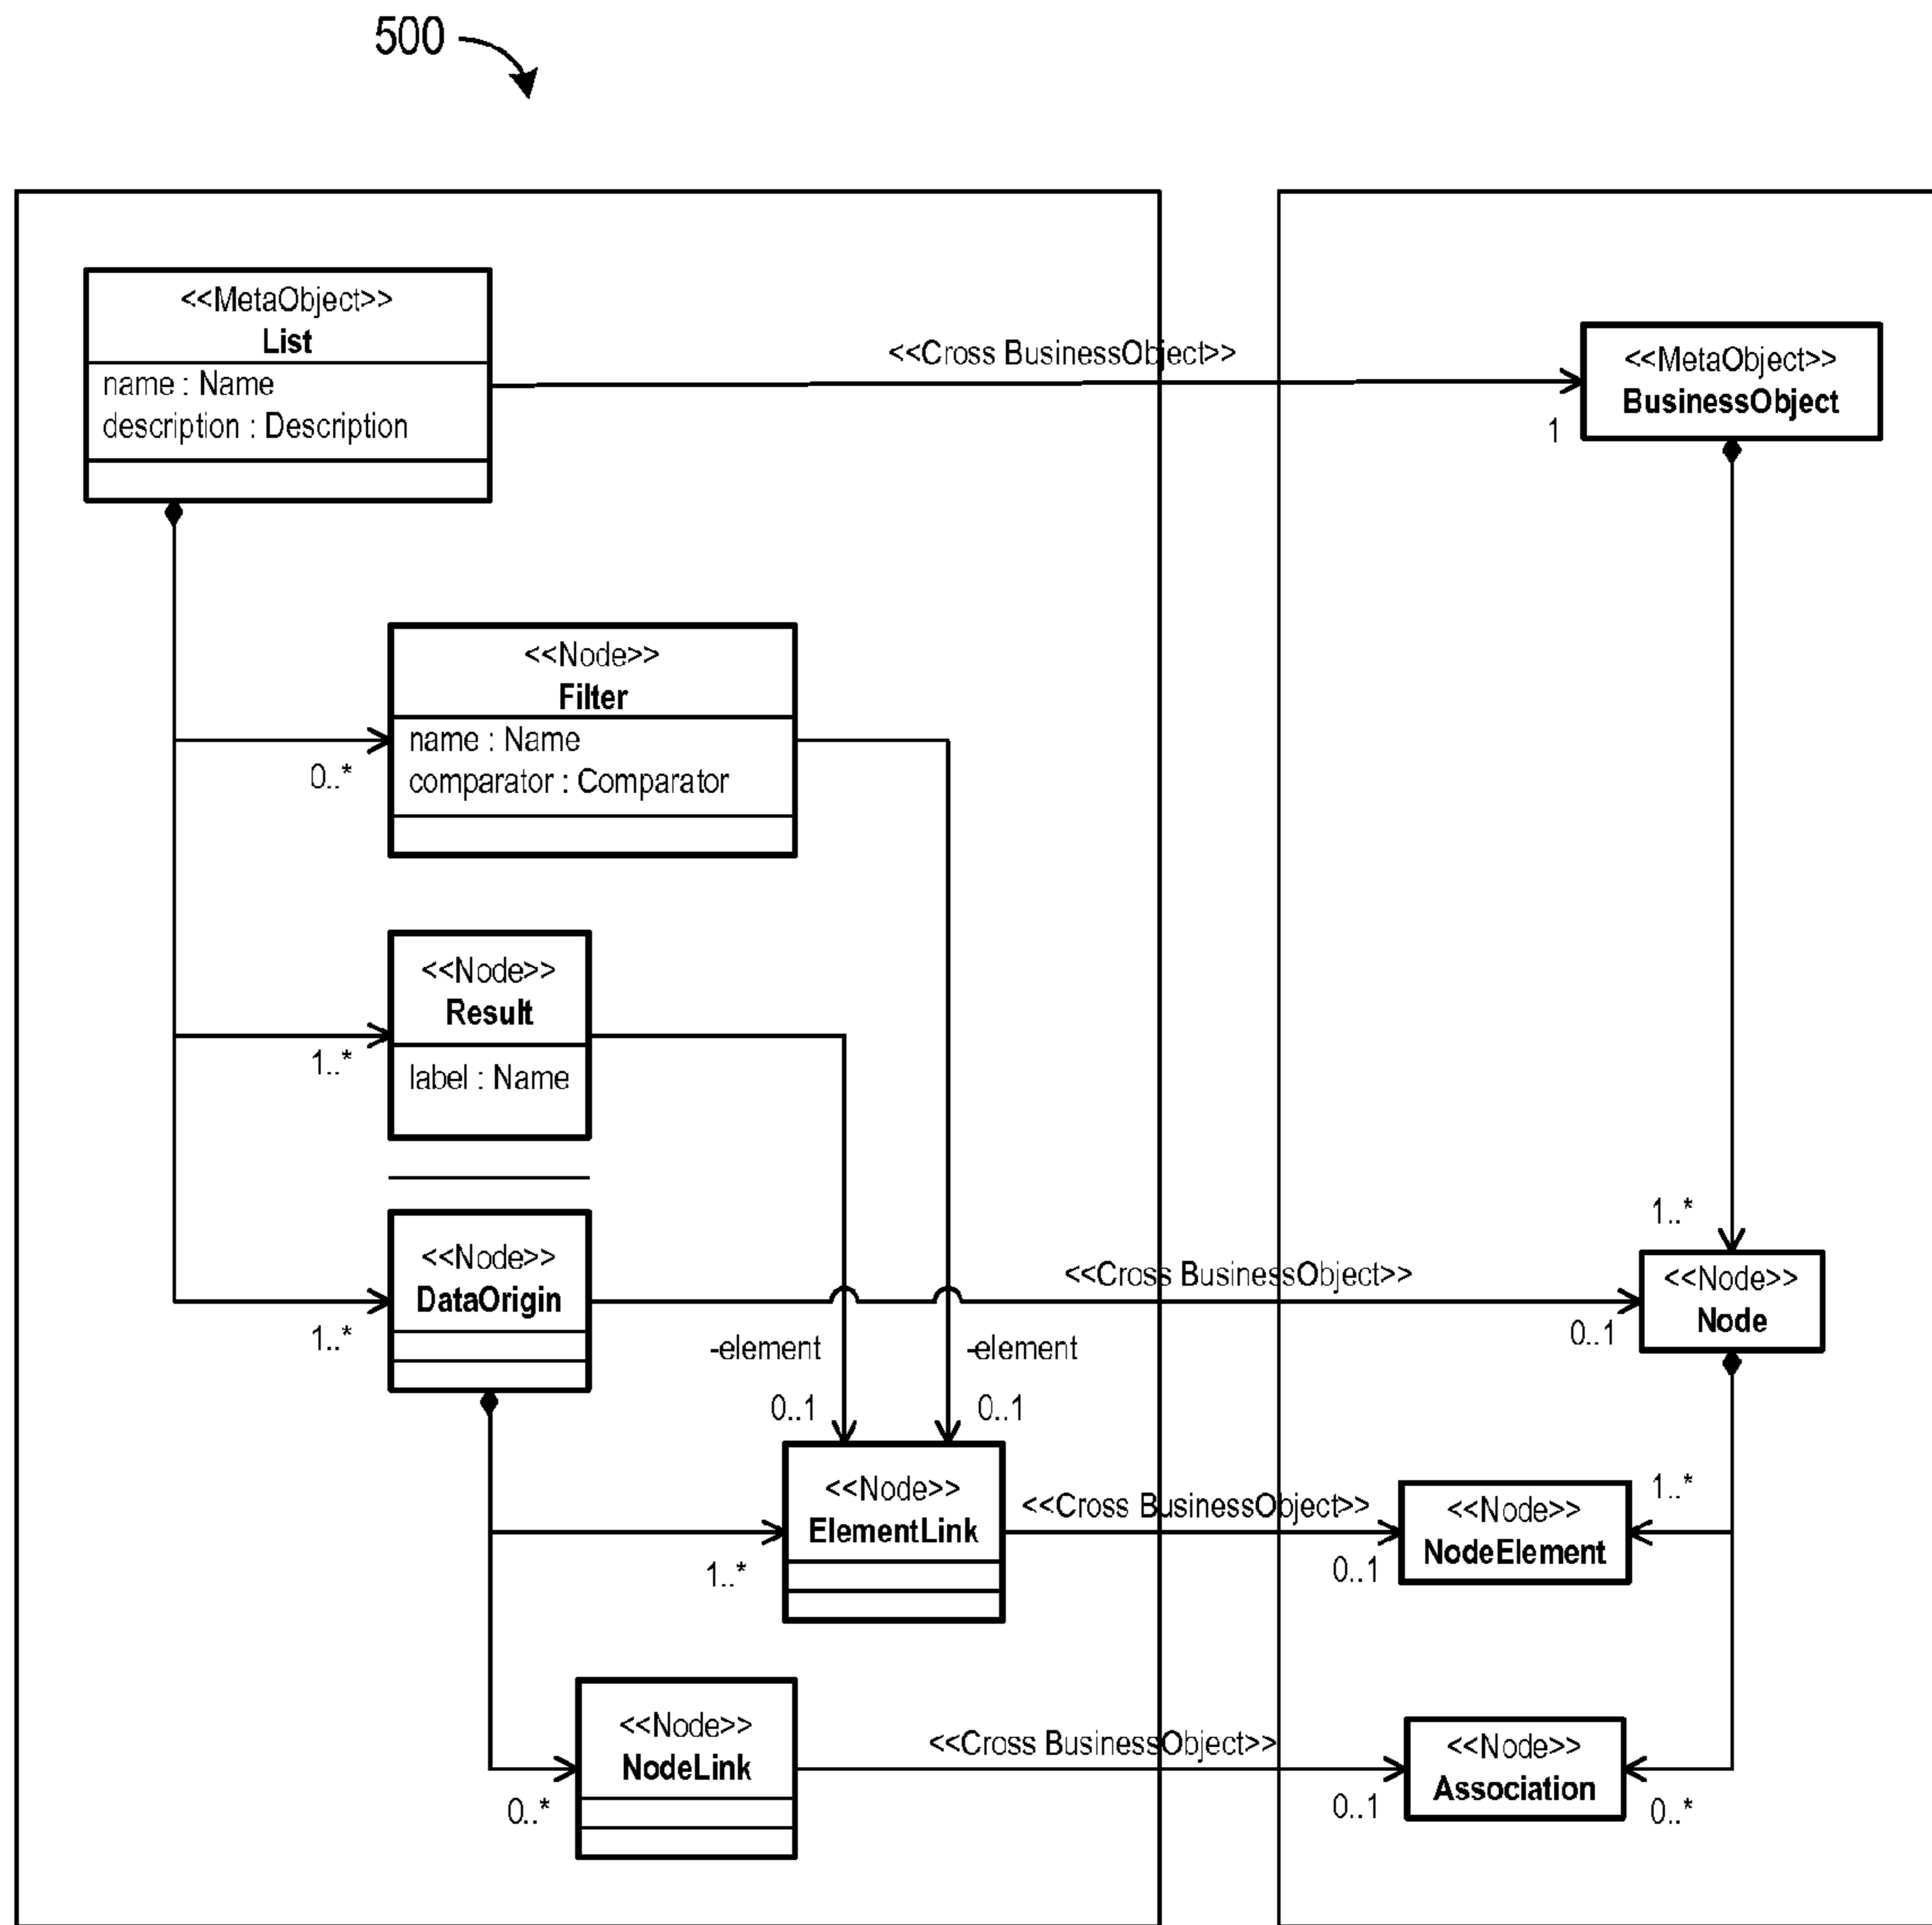 500
<<MetaObject>>
List
name : Name
description : Description
<<Cross BusinessObject>>
<<MetaObject>>
BusinessObject
1
<<Node>>
Filter
name : Name
comparator : Comparator
0..*
<<Node>>
Result
label : Name
1..*
<<Node>>
DataOrigin
1..*
<<Cross BusinessObject>>
1..*
<<Node>>
Node
0..1
-element
-element
0..1
0..1
<<Node>>
ElementLink
1..*
<<Cross BusinessObject>>
<<Node>>
NodeElement
0..1
1..*
<<Node>>
NodeLink
0..*
<<Cross BusinessObject>>
<<Node>>
Association
0..1
0..*